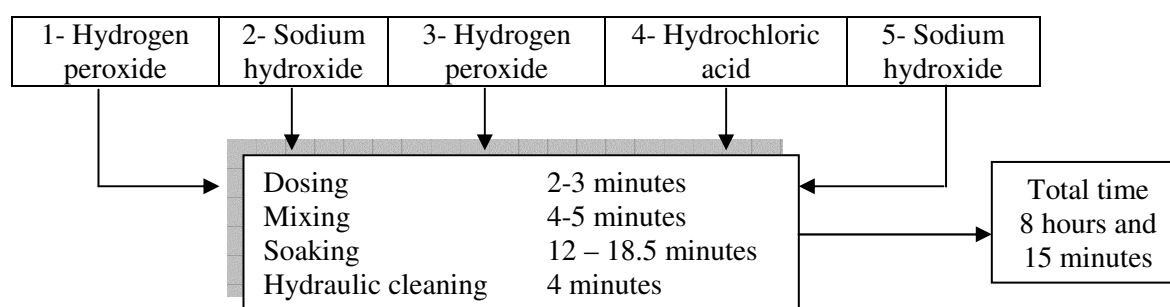 1- Hydrogen
peroxide
2- Sodium
hydroxide
3- Hydrogen
peroxide
4- Hydrochloric
acid
5- Sodium
hydroxide
Dosing 2-3 minutes
Mixing 4-5 minutes
Soaking 12 – 18.5 minutes
Hydraulic cleaning 4 minutes
Total time
8 hours and
15 minutes